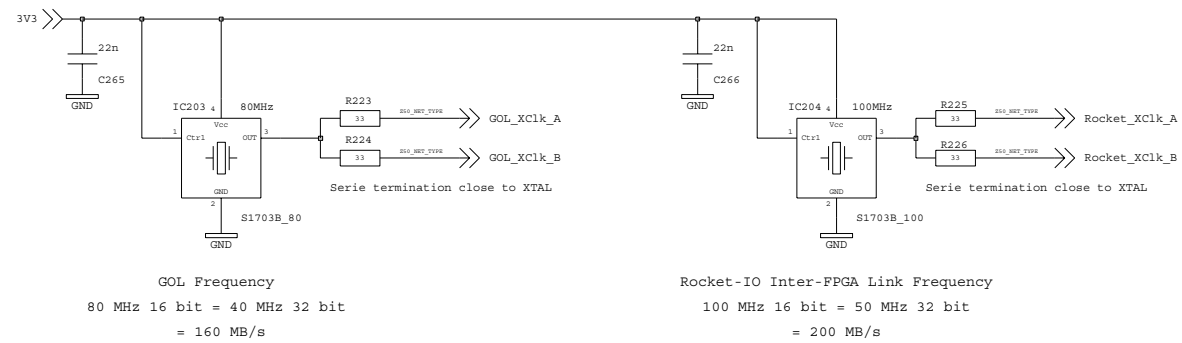 3V3
22n
C265
GND
IC203 4 80MHz
Vcc
1 Ctrl OUT 3
GND
2
S1703B_80
GND
R223
33 Z50_NET_TYPE GOL_XClk_A
R224
33 Z50_NET_TYPE GOL_XClk_B
Serie termination close to XTAL
GOL Frequency
80 MHz 16 bit = 40 MHz 32 bit
= 160 MB/s
22n
C266
GND
IC204 4 100MHz
Vcc
1 Ctrl OUT 3
GND
2
S1703B_100
GND
R225
33 Z50_NET_TYPE Rocket_XClk_A
R226
33 Z50_NET_TYPE Rocket_XClk_B
Serie termination close to XTAL
Rocket-IO Inter-FPGA Link Frequency
100 MHz 16 bit = 50 MHz 32 bit
= 200 MB/s